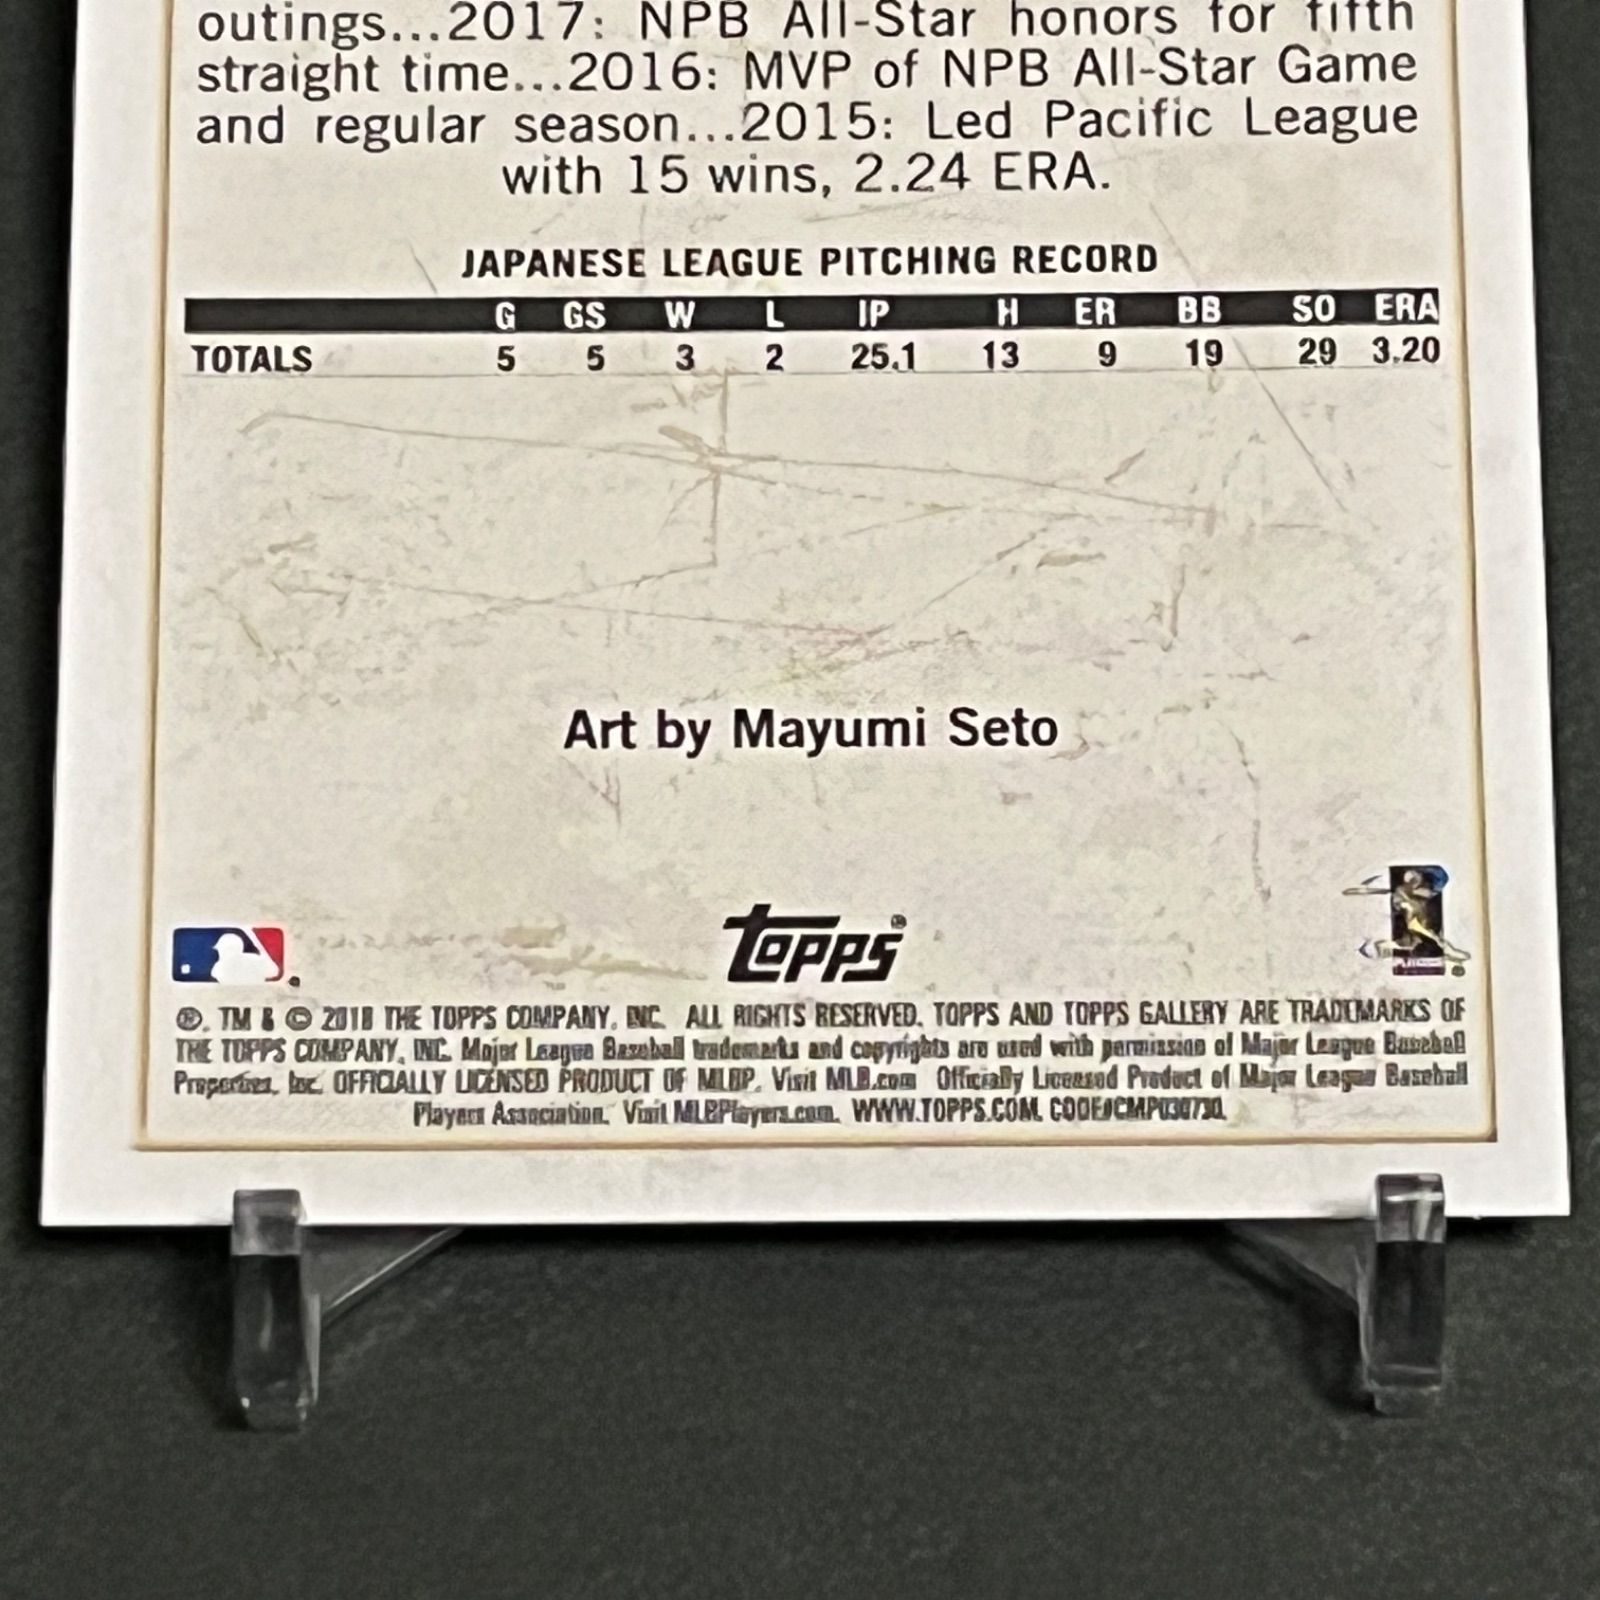 outings...2017: NPB All-Star honors for fifth
straight time...2016: MVP of NPB All-Star Game
and regular season...2015: Led Pacific League
with 15 wins, 2.24 ERA.
JAPANESE LEAGUE PITCHING RECORD
G GS W L IP H ER BB SO ERA
TOTALS 5 5 3 2 25.1 13 9 19 29 3.20
Art by Mayumi Seto
Topps®
®, TM & © 2018 THE TOPPS COMPANY, INC. ALL RIGHTS RESERVED. TOPPS AND TOPPS GALLERY ARE TRADEMARKS OF
THE TOPPS COMPANY, INC. Major League Baseball trademarks and copyrights are used with permission of Major League Baseball
Properties, Inc. OFFICIALLY LICENSED PRODUCT OF MLBP. Visit MLB.com Officially Licensed Product of Major League Baseball
Players Association. Visit MLBPlayers.com. WWW.TOPPS.COM.